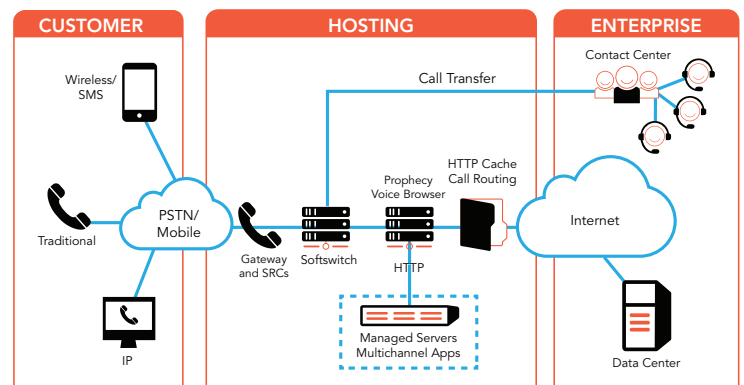 CUSTOMER
HOSTING
ENTERPRISE
Wireless/
SMS
Traditional
PSTN/
Mobile
IP
Call Transfer
Gateway
and SRCs
Softswitch
Prophecy
Voice Browser
HTTP
HTTP Cache
Call Routing
Managed Servers
Multichannel Apps
Contact Center
Internet
Data Center